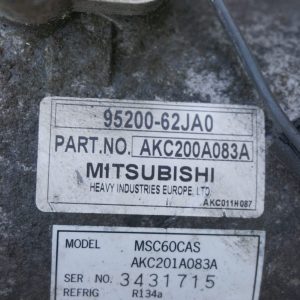 95200-62JA0
PART.NO. AKC200A083A
MITSUBISHI
HEAVY INDUSTRIES EUROPE, LTD.
AKC011H087
MODEL MSC60CAS
AKC201A083A
SER NO. 3431715
REFRIG R134a